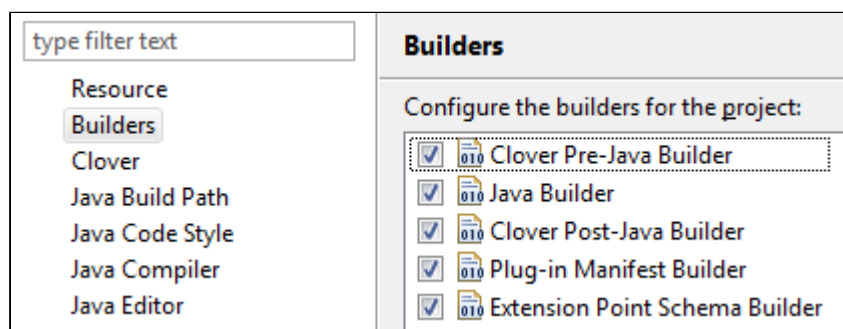 type filter text
Resource
Builders
Clover
Java Build Path
Java Code Style
Java Compiler
Java Editor
Builders
Configure the builders for the project:
Clover Pre-Java Builder
Java Builder
Clover Post-Java Builder
Plug-in Manifest Builder
Extension Point Schema Builder